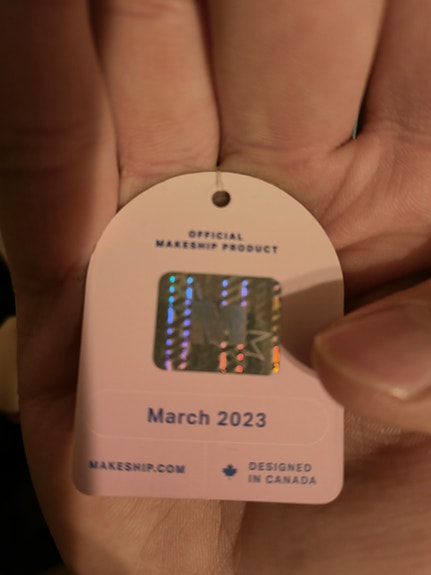 OFFICIAL
MAKESHIP PRODUCT
M
March 2023
MAKESHIP.COM
DESIGNED
IN CANADA